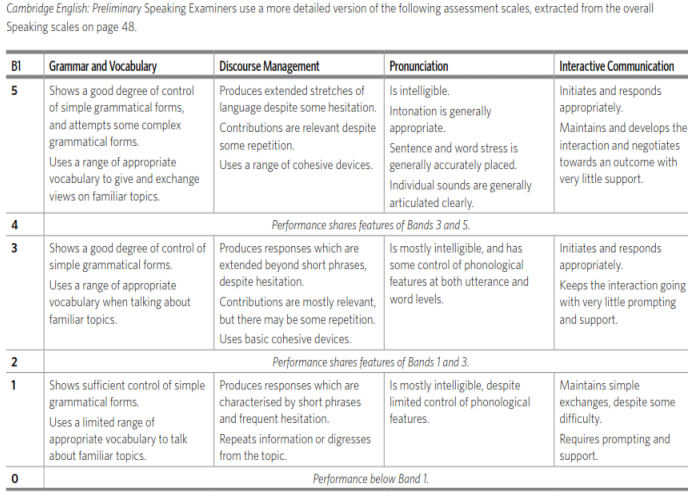 Cambridge English: Preliminary Speaking Examiners use a more detailed version of the following assessment scales, extracted from the overall
Speaking scales on page 48.
B1 Grammar and Vocabulary Discourse Management Pronunciation Interactive Communication
5
Shows a good degree of control
of simple grammatical forms,
and attempts some complex
grammatical forms.
Uses a range of appropriate
vocabulary to give and exchange
views on familiar topics.
Produces extended stretches of
language despite some hesitation.
Contributions are relevant despite
some repetition.
Uses a range of cohesive devices.
Is intelligible.
Intonation is generally
appropriate.
Sentence and word stress is
generally accurately placed.
Individual sounds are generally
articulated clearly.
Initiates and responds
appropriately.
Maintains and develops the
interaction and negotiates
towards an outcome with
very little support.
4 Performance shares features of Bands 3 and 5.
3
Shows a good degree of control of
simple grammatical forms.
Uses a range of appropriate
vocabulary when talking about
familiar topics.
Produces responses which are
extended beyond short phrases,
despite hesitation.
Contributions are mostly relevant,
but there may be some repetition.
Uses basic cohesive devices.
Is mostly intelligible, and has
some control of phonological
features at both utterance and
word levels.
Initiates and responds
appropriately.
Keeps the interaction going
with very little prompting
and support.
2 Performance shares features of Bands 1 and 3.
1
Shows sufficient control of simple
grammatical forms.
Uses a limited range of
appropriate vocabulary to talk
about familiar topics.
Produces responses which are
characterised by short phrases
and frequent hesitation.
Repeats information or digresses
from the topic.
Is mostly intelligible, despite
limited control of phonological
features.
Maintains simple
exchanges, despite some
difficulty.
Requires prompting and
support.
0 Performance below Band 1.